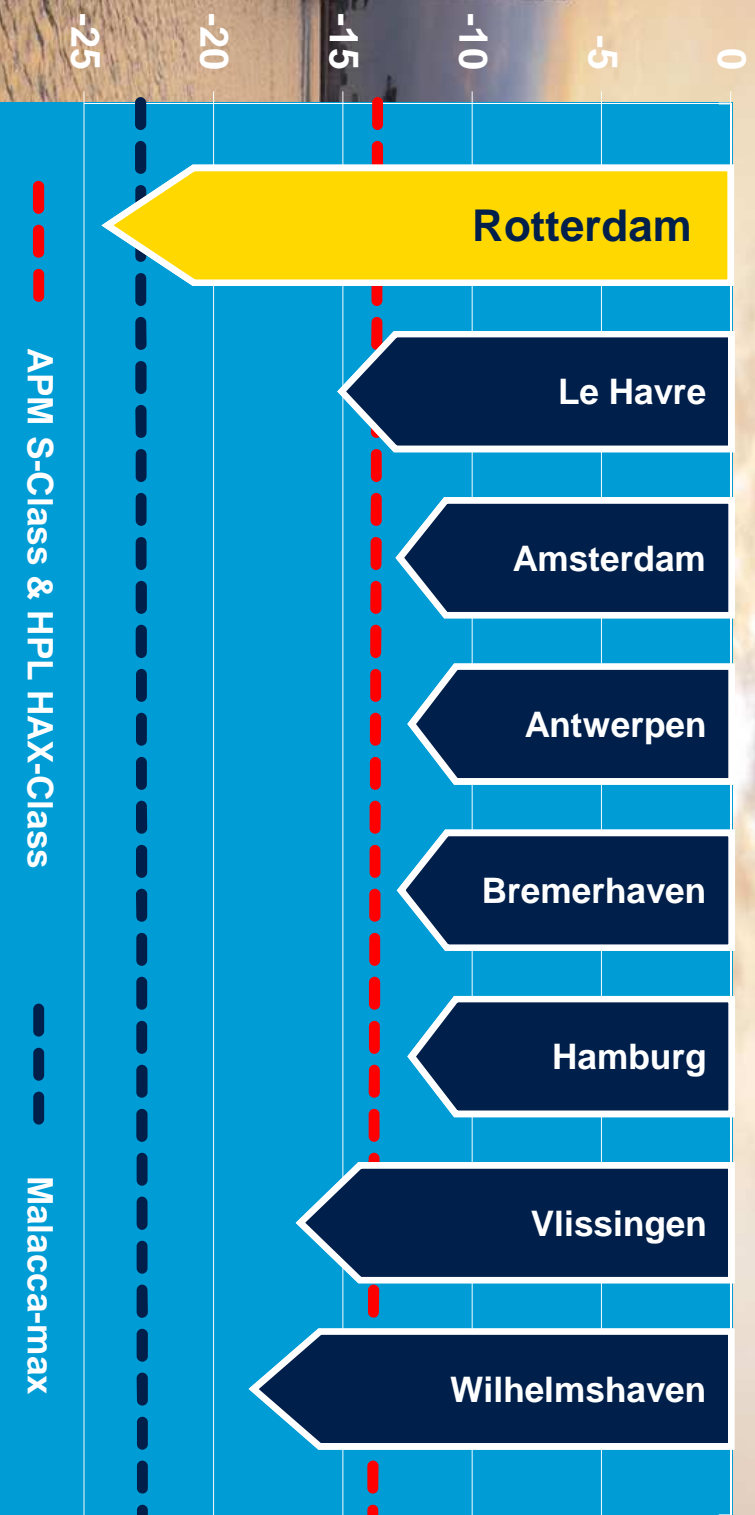 0
-5
-10
-15
-20
-25
Rotterdam
Le Havre
Amsterdam
Antwerpen
Bremerhaven
Hamburg
Vlissingen
Wilhelmshaven
APM S-Class & HPL HAX-Class
Malacca-max